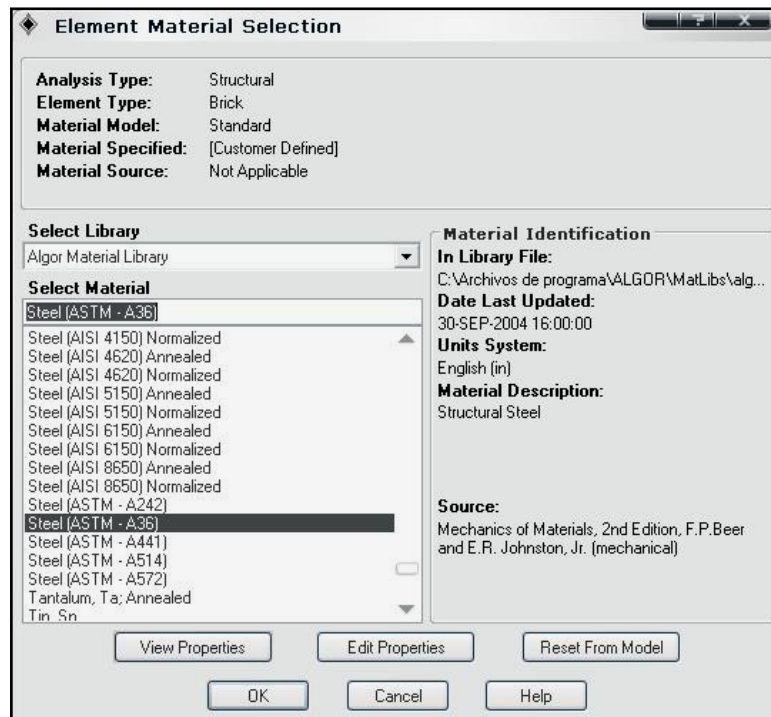 Element Material Selection
Analysis Type: Structural
Element Type: Brick
Material Model: Standard
Material Specified: [Customer Defined]
Material Source: Not Applicable
Select Library
Algor Material Library
Select Material
Steel (ASTM - A36)
Steel (AISI 4150) Normalized
Steel (AISI 4620) Annealed
Steel (AISI 4620) Normalized
Steel (AISI 5150) Annealed
Steel (AISI 5150) Normalized
Steel (AISI 6150) Annealed
Steel (AISI 6150) Normalized
Steel (AISI 8650) Annealed
Steel (AISI 8650) Normalized
Steel (ASTM - A242)
Steel (ASTM - A36)
Steel (ASTM - A441)
Steel (ASTM - A514)
Steel (ASTM - A572)
Tantalum, Ta; Annealed
Tin, Sn
Material Identification
In Library File:
C:\Archivos de programa\ALGOR\MatLibs\alg...
Date Last Updated:
30-SEP-2004 16:00:00
Units System:
English (in)
Material Description:
Structural Steel
Source:
Mechanics of Materials, 2nd Edition, F.P.Beer
and E.R. Johnston, Jr. (mechanical)
View Properties
Edit Properties
Reset From Model
OK
Cancel
Help